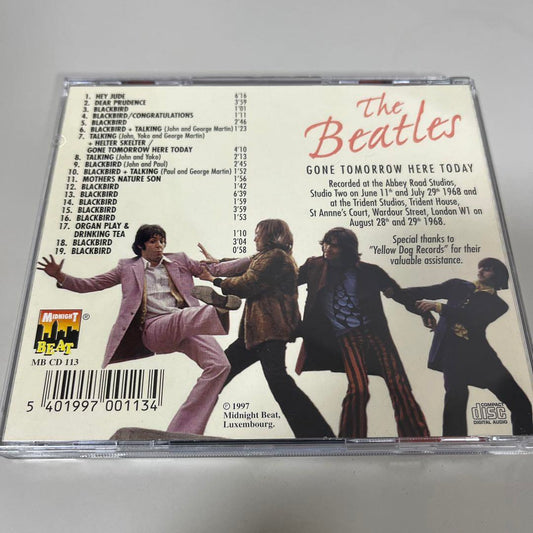 1. HEY JUDE 6'16
2. DEAR PRUDENCE 3'59
3. BLACKBIRD 1'01
4. BLACKBIRD/CONGRATULATIONS 1'11
5. BLACKBIRD 2'46
6. BLACKBIRD + TALKING (John and George Martin) 1'23
7. TALKING (John, Yoko and George Martin)
+ HELTER SKELTER /
GONE TOMORROW HERE TODAY 4'10
8. TALKING (John and Yoko) 2'13
9. BLACKBIRD (John and Paul) 2'45
10. BLACKBIRD + TALKING (Paul and George Martin) 1'52
11. MOTHERS NATURE SON 1'56
12. BLACKBIRD 1'42
13. BLACKBIRD 6'39
14. BLACKBIRD 1'38
15. BLACKBIRD 3'59
16. BLACKBIRD 1'53
17. ORGAN PLAY &
DRINKING TEA 1'10
18. BLACKBIRD 3'04
19. BLACKBIRD 0'58
The
Beatles
GONE TOMORROW HERE TODAY
Recorded at the Abbey Road Studios,
Studio Two on June 11th and July 29th 1968 and
at the Trident Studios, Trident House,
St Annne's Court, Wardour Street, London W1 on
August 28th and 29th 1968.
Special thanks to
"Yellow Dog Records" for their
valuable assistance.
MIDNIGHT
BEAT
®
MB CD 113
5 401997 001134
© 1997
Midnight Beat,
Luxembourg.
COMPACT
disc
DIGITAL AUDIO